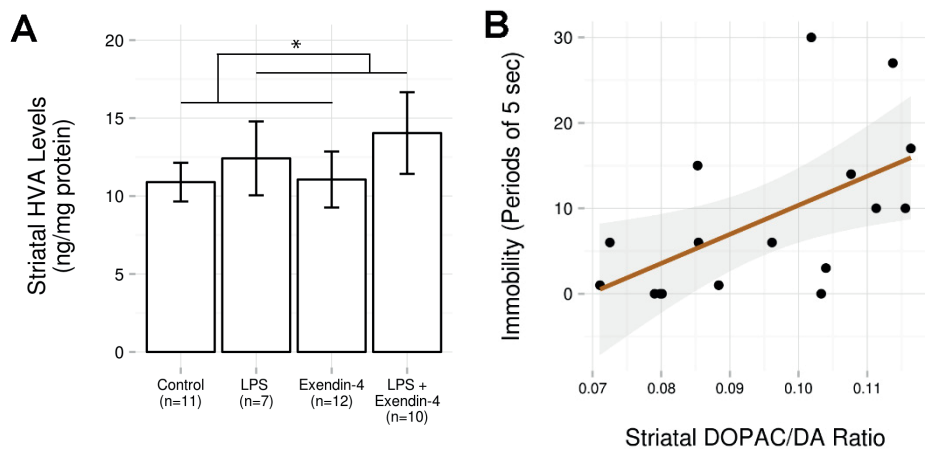 A
20
15
10
5
0
*
Striatal HVA Levels
(ng/mg protein)
Control
(n=11)
LPS
(n=7)
Exendin-4
(n=12)
LPS +
Exendin-4
(n=10)
B
30
20
10
0
Immobility (Periods of 5 sec)
0.07
0.08
0.09
0.10
0.11
Striatal DOPAC/DA Ratio